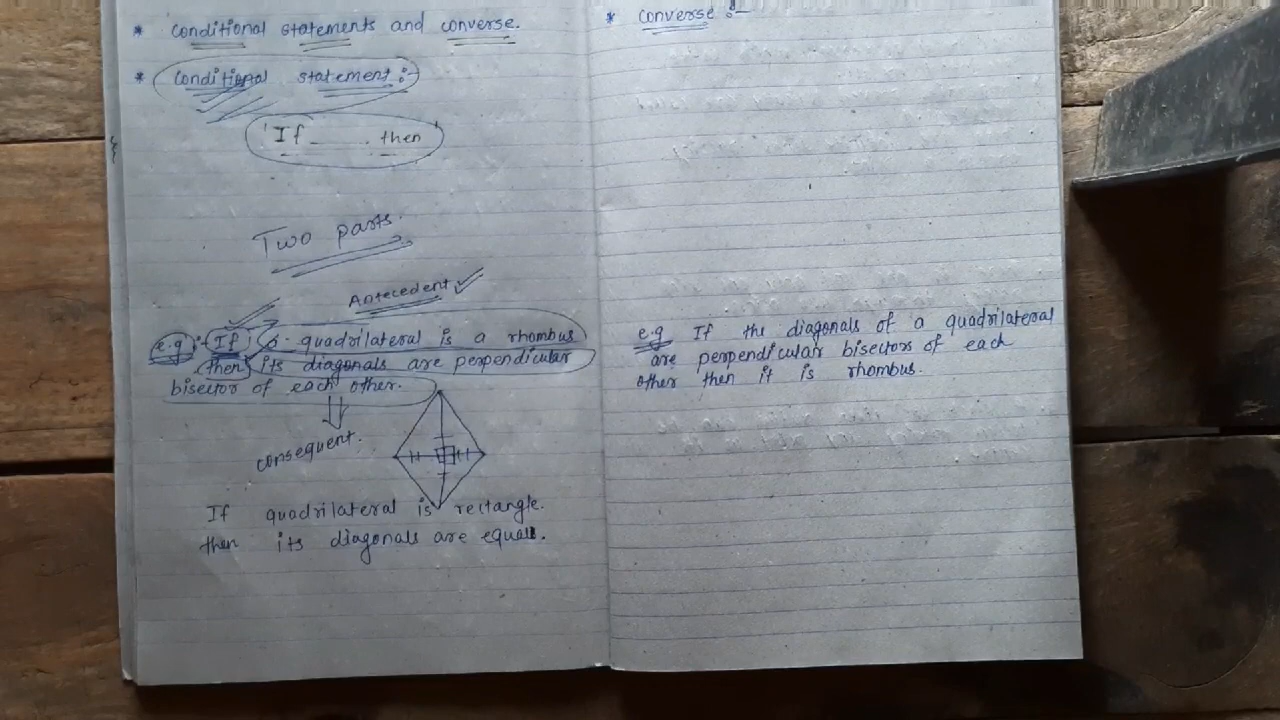 * Conditional statements and converse.
* Conditional statement :-
'If ...... then'
Two parts.
Antecedent ✓
e.g :- If a quadrilateral is a rhombus
then its diagonals are perpendicular
bisector of each other.
consequent.
If quadrilateral is rectangle.
then its diagonals are equal.
* Converse :-
e.g If the diagonals of a quadrilateral
are perpendicular bisectors of each
other then it is rhombus.